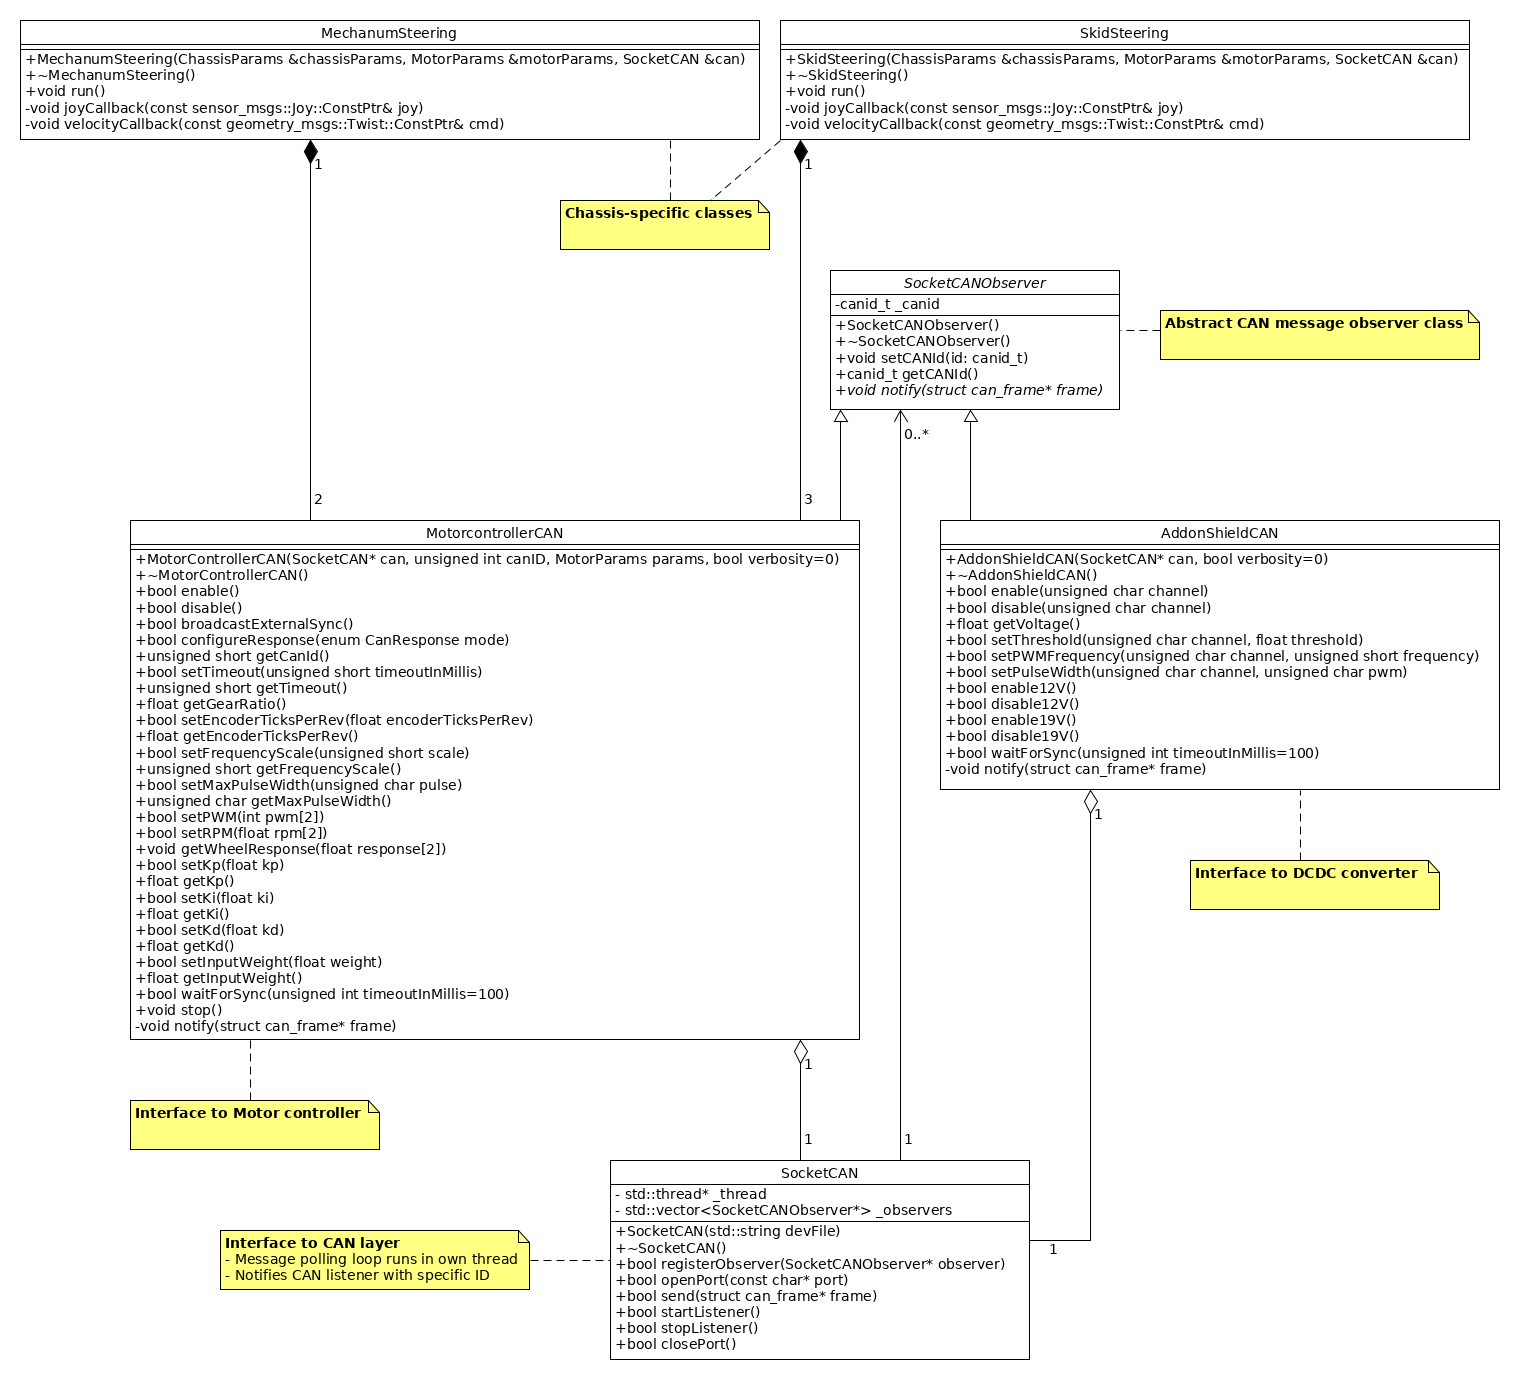 MechanumSteering
+MechanumSteering(ChassisParams &chassisParams, MotorParams &motorParams, SocketCAN &can)
+~MechanumSteering()
+void run()
-void joyCallback(const sensor_msgs::Joy::ConstPtr& joy)
-void velocityCallback(const geometry_msgs::Twist::ConstPtr& cmd)
SkidSteering
+SkidSteering(ChassisParams &chassisParams, MotorParams &motorParams, SocketCAN &can)
+~SkidSteering()
+void run()
-void joyCallback(const sensor_msgs::Joy::ConstPtr& joy)
-void velocityCallback(const geometry_msgs::Twist::ConstPtr& cmd)
1
1
Chassis-specific classes
SocketCANObserver
-canid_t _canid
+SocketCANObserver()
+~SocketCANObserver()
+void setCANId(id: canid_t)
+canid_t getCANId()
+void notify(struct can_frame* frame)
Abstract CAN message observer class
0..*
2
3
MotorcontrollerCAN
+MotorControllerCAN(SocketCAN* can, unsigned int canID, MotorParams params, bool verbosity=0)
+~MotorControllerCAN()
+bool enable()
+bool disable()
+bool broadcastExternalSync()
+bool configureResponse(enum CanResponse mode)
+unsigned short getCanId()
+bool setTimeout(unsigned short timeoutInMillis)
+unsigned short getTimeout()
+float getGearRatio()
+bool setEncoderTicksPerRev(float encoderTicksPerRev)
+float getEncoderTicksPerRev()
+bool setFrequencyScale(unsigned short scale)
+unsigned short getFrequencyScale()
+bool setMaxPulseWidth(unsigned char pulse)
+unsigned char getMaxPulseWidth()
+bool setPWM(int pwm[2])
+bool setRPM(float rpm[2])
+void getWheelResponse(float response[2])
+bool setKp(float kp)
+float getKp()
+bool setKi(float ki)
+float getKi()
+bool setKd(float kd)
+float getKd()
+bool setInputWeight(float weight)
+float getInputWeight()
+bool waitForSync(unsigned int timeoutInMillis=100)
+void stop()
-void notify(struct can_frame* frame)
AddonShieldCAN
+AddonShieldCAN(SocketCAN* can, bool verbosity=0)
+~AddonShieldCAN()
+bool enable(unsigned char channel)
+bool disable(unsigned char channel)
+float getVoltage()
+bool setThreshold(unsigned char channel, float threshold)
+bool setPWMFrequency(unsigned char channel, unsigned short frequency)
+bool setPulseWidth(unsigned char channel, unsigned char pwm)
+bool enable12V()
+bool disable12V()
+bool enable19V()
+bool disable19V()
+bool waitForSync(unsigned int timeoutInMillis=100)
-void notify(struct can_frame* frame)
1
Interface to DCDC converter
1
Interface to Motor controller
1
1
SocketCAN
- std::thread* _thread
- std::vector<SocketCANObserver*> _observers
+SocketCAN(std::string devFile)
+~SocketCAN()
+bool registerObserver(SocketCANObserver* observer)
+bool openPort(const char* port)
+bool send(struct can_frame* frame)
+bool startListener()
+bool stopListener()
+bool closePort()
1
Interface to CAN layer
- Message polling loop runs in own thread
- Notifies CAN listener with specific ID